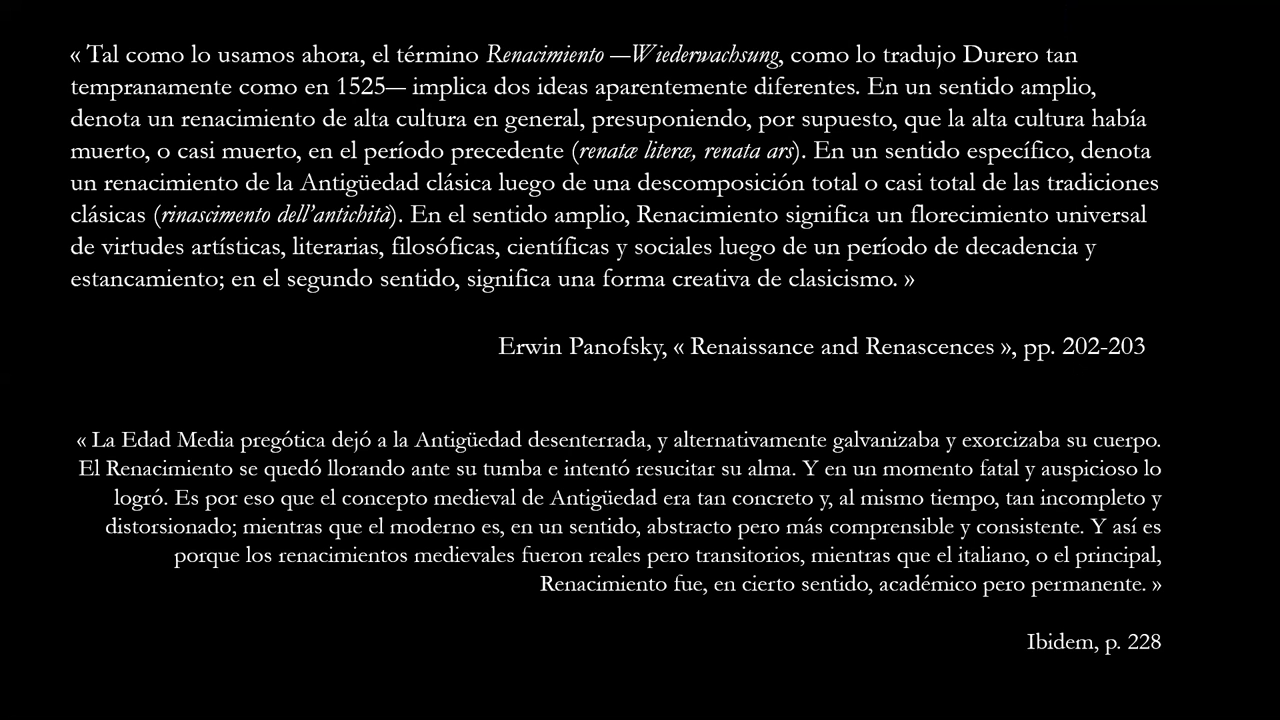 « Tal como lo usamos ahora, el término Renacimiento —Wiederwachsung, como lo tradujo Durero tan
tempranamente como en 1525— implica dos ideas aparentemente diferentes. En un sentido amplio,
denota un renacimiento de alta cultura en general, presuponiendo, por supuesto, que la alta cultura había
muerto, o casi muerto, en el período precedente (renatæ literæ, renata ars). En un sentido específico, denota
un renacimiento de la Antigüedad clásica luego de una descomposición total o casi total de las tradiciones
clásicas (rinascimento dell’antichità). En el sentido amplio, Renacimiento significa un florecimiento universal
de virtudes artísticas, literarias, filosóficas, científicas y sociales luego de un período de decadencia y
estancamiento; en el segundo sentido, significa una forma creativa de clasicismo. »
Erwin Panofsky, « Renaissance and Renascences », pp. 202-203
« La Edad Media pregótica dejó a la Antigüedad desenterrada, y alternativamente galvanizaba y exorcizaba su cuerpo.
El Renacimiento se quedó llorando ante su tumba e intentó resucitar su alma. Y en un momento fatal y auspicioso lo
logró. Es por eso que el concepto medieval de Antigüedad era tan concreto y, al mismo tiempo, tan incompleto y
distorsionado; mientras que el moderno es, en un sentido, abstracto pero más comprensible y consistente. Y así es
porque los renacimientos medievales fueron reales pero transitorios, mientras que el italiano, o el principal,
Renacimiento fue, en cierto sentido, académico pero permanente. »
Ibidem, p. 228